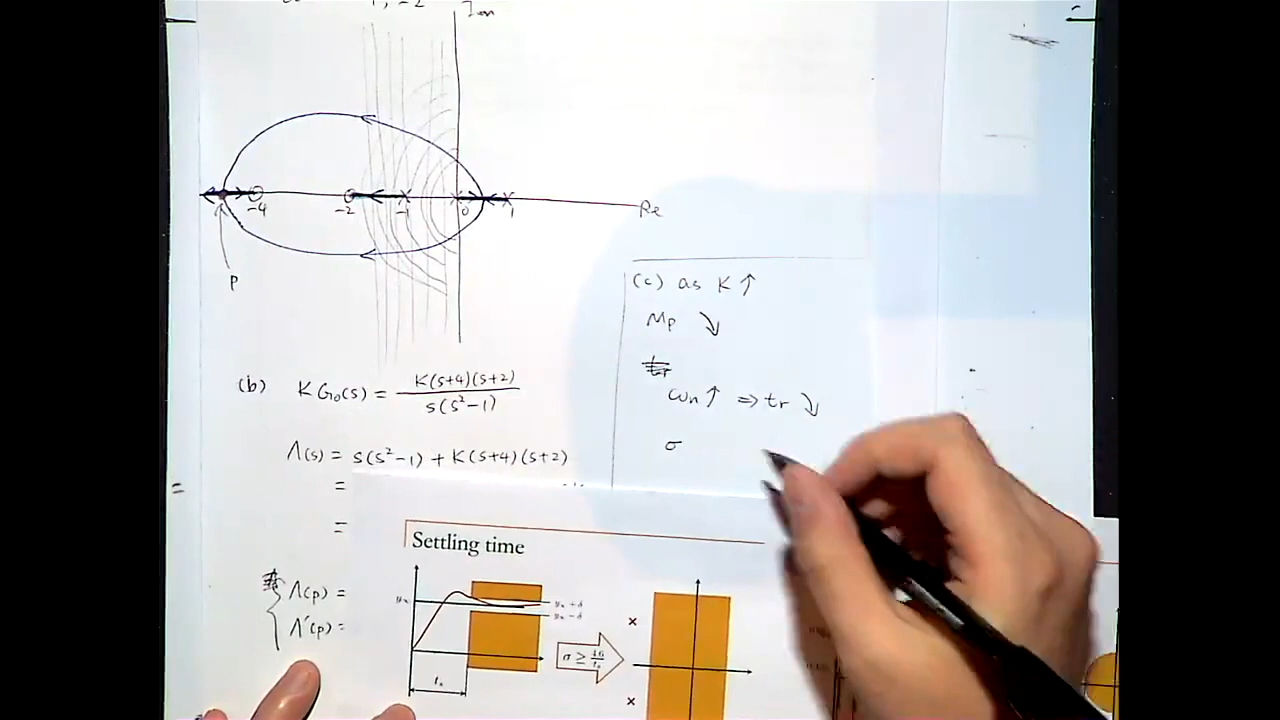 Im
-4 -2 -1 0 1 Re
P
(c) as K ↑
Mp ↘
ωn ↑ ⇒ tr ↘
σ
(b) K G₀(s) = K(s+4)(s+2) / s(s²-1)
Λ(s) = s(s²-1) + K(s+4)(s+2)
=
=
Λ(p) =
Λ'(p) =
Settling time
σ ≥